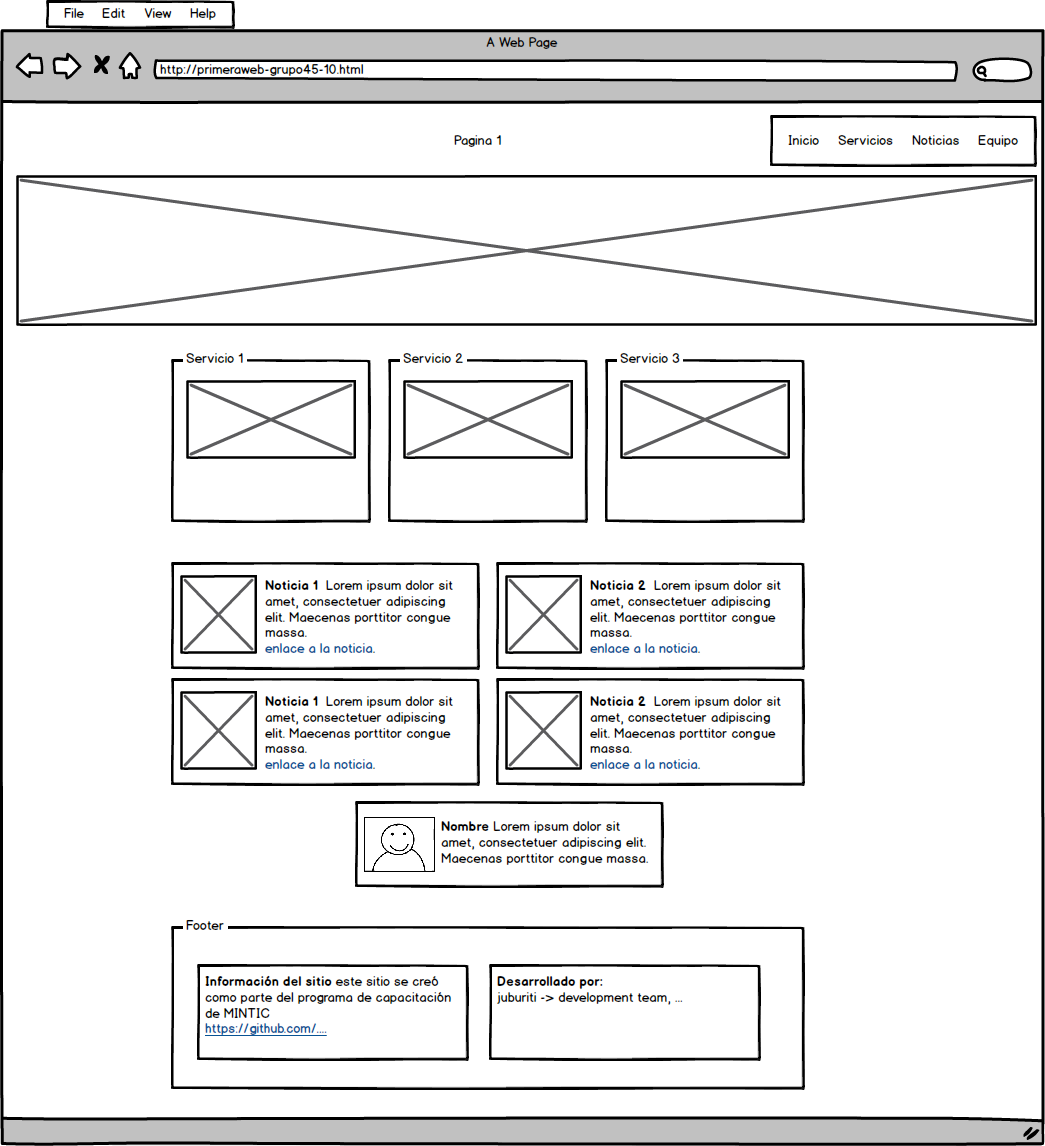 File Edit View Help
A Web Page
http://primeraweb-grupo45-10.html
Pagina 1
Inicio Servicios Noticias Equipo
Servicio 1
Servicio 2
Servicio 3
Noticia 1 Lorem ipsum dolor sit
amet, consectetuer adipiscing
elit. Maecenas porttitor congue
massa.
enlace a la noticia.
Noticia 2 Lorem ipsum dolor sit
amet, consectetuer adipiscing
elit. Maecenas porttitor congue
massa.
enlace a la noticia.
Noticia 1 Lorem ipsum dolor sit
amet, consectetuer adipiscing
elit. Maecenas porttitor congue
massa.
enlace a la noticia.
Noticia 2 Lorem ipsum dolor sit
amet, consectetuer adipiscing
elit. Maecenas porttitor congue
massa.
enlace a la noticia.
Nombre Lorem ipsum dolor sit
amet, consectetuer adipiscing elit.
Maecenas porttitor congue massa.
Footer
Información del sitio este sitio se creó
como parte del programa de capacitación
de MINTIC
https://github.com/....
Desarrollado por:
juburiti -> development team, ...